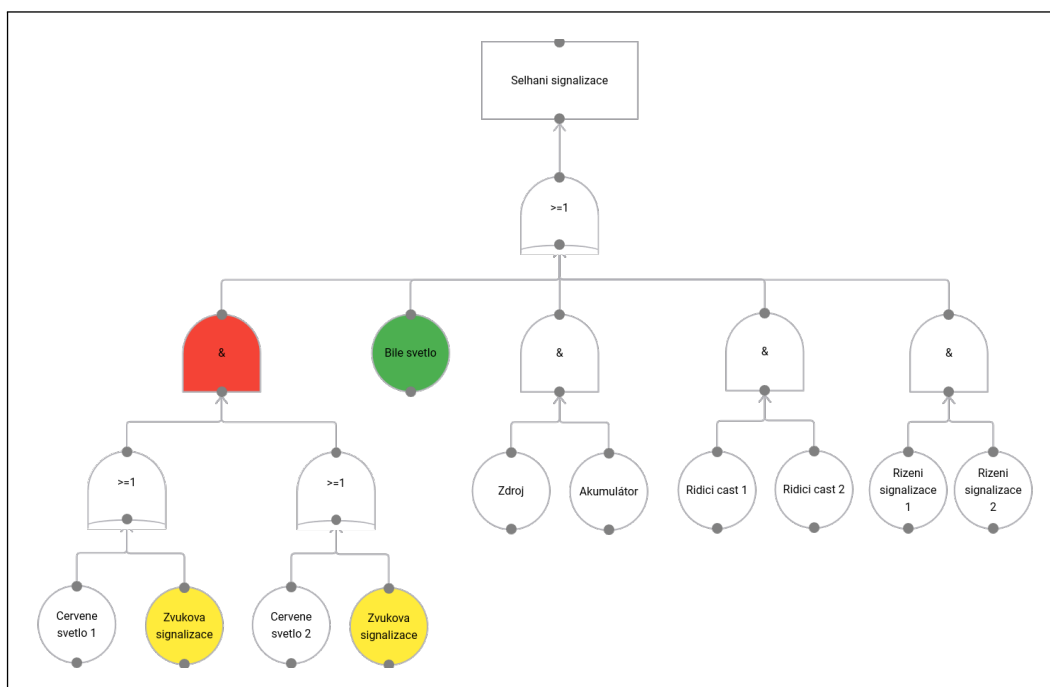 Selhani signalizace
>=1
&
Bile svetlo
&
&
&
>=1
>=1
Zdroj
Akumulátor
Ridici cast 1
Ridici cast 2
Rizeni
signalizace
1
Rizeni
signalizace
2
Cervene
svetlo 1
Zvukova
signalizace
Cervene
svetlo 2
Zvukova
signalizace